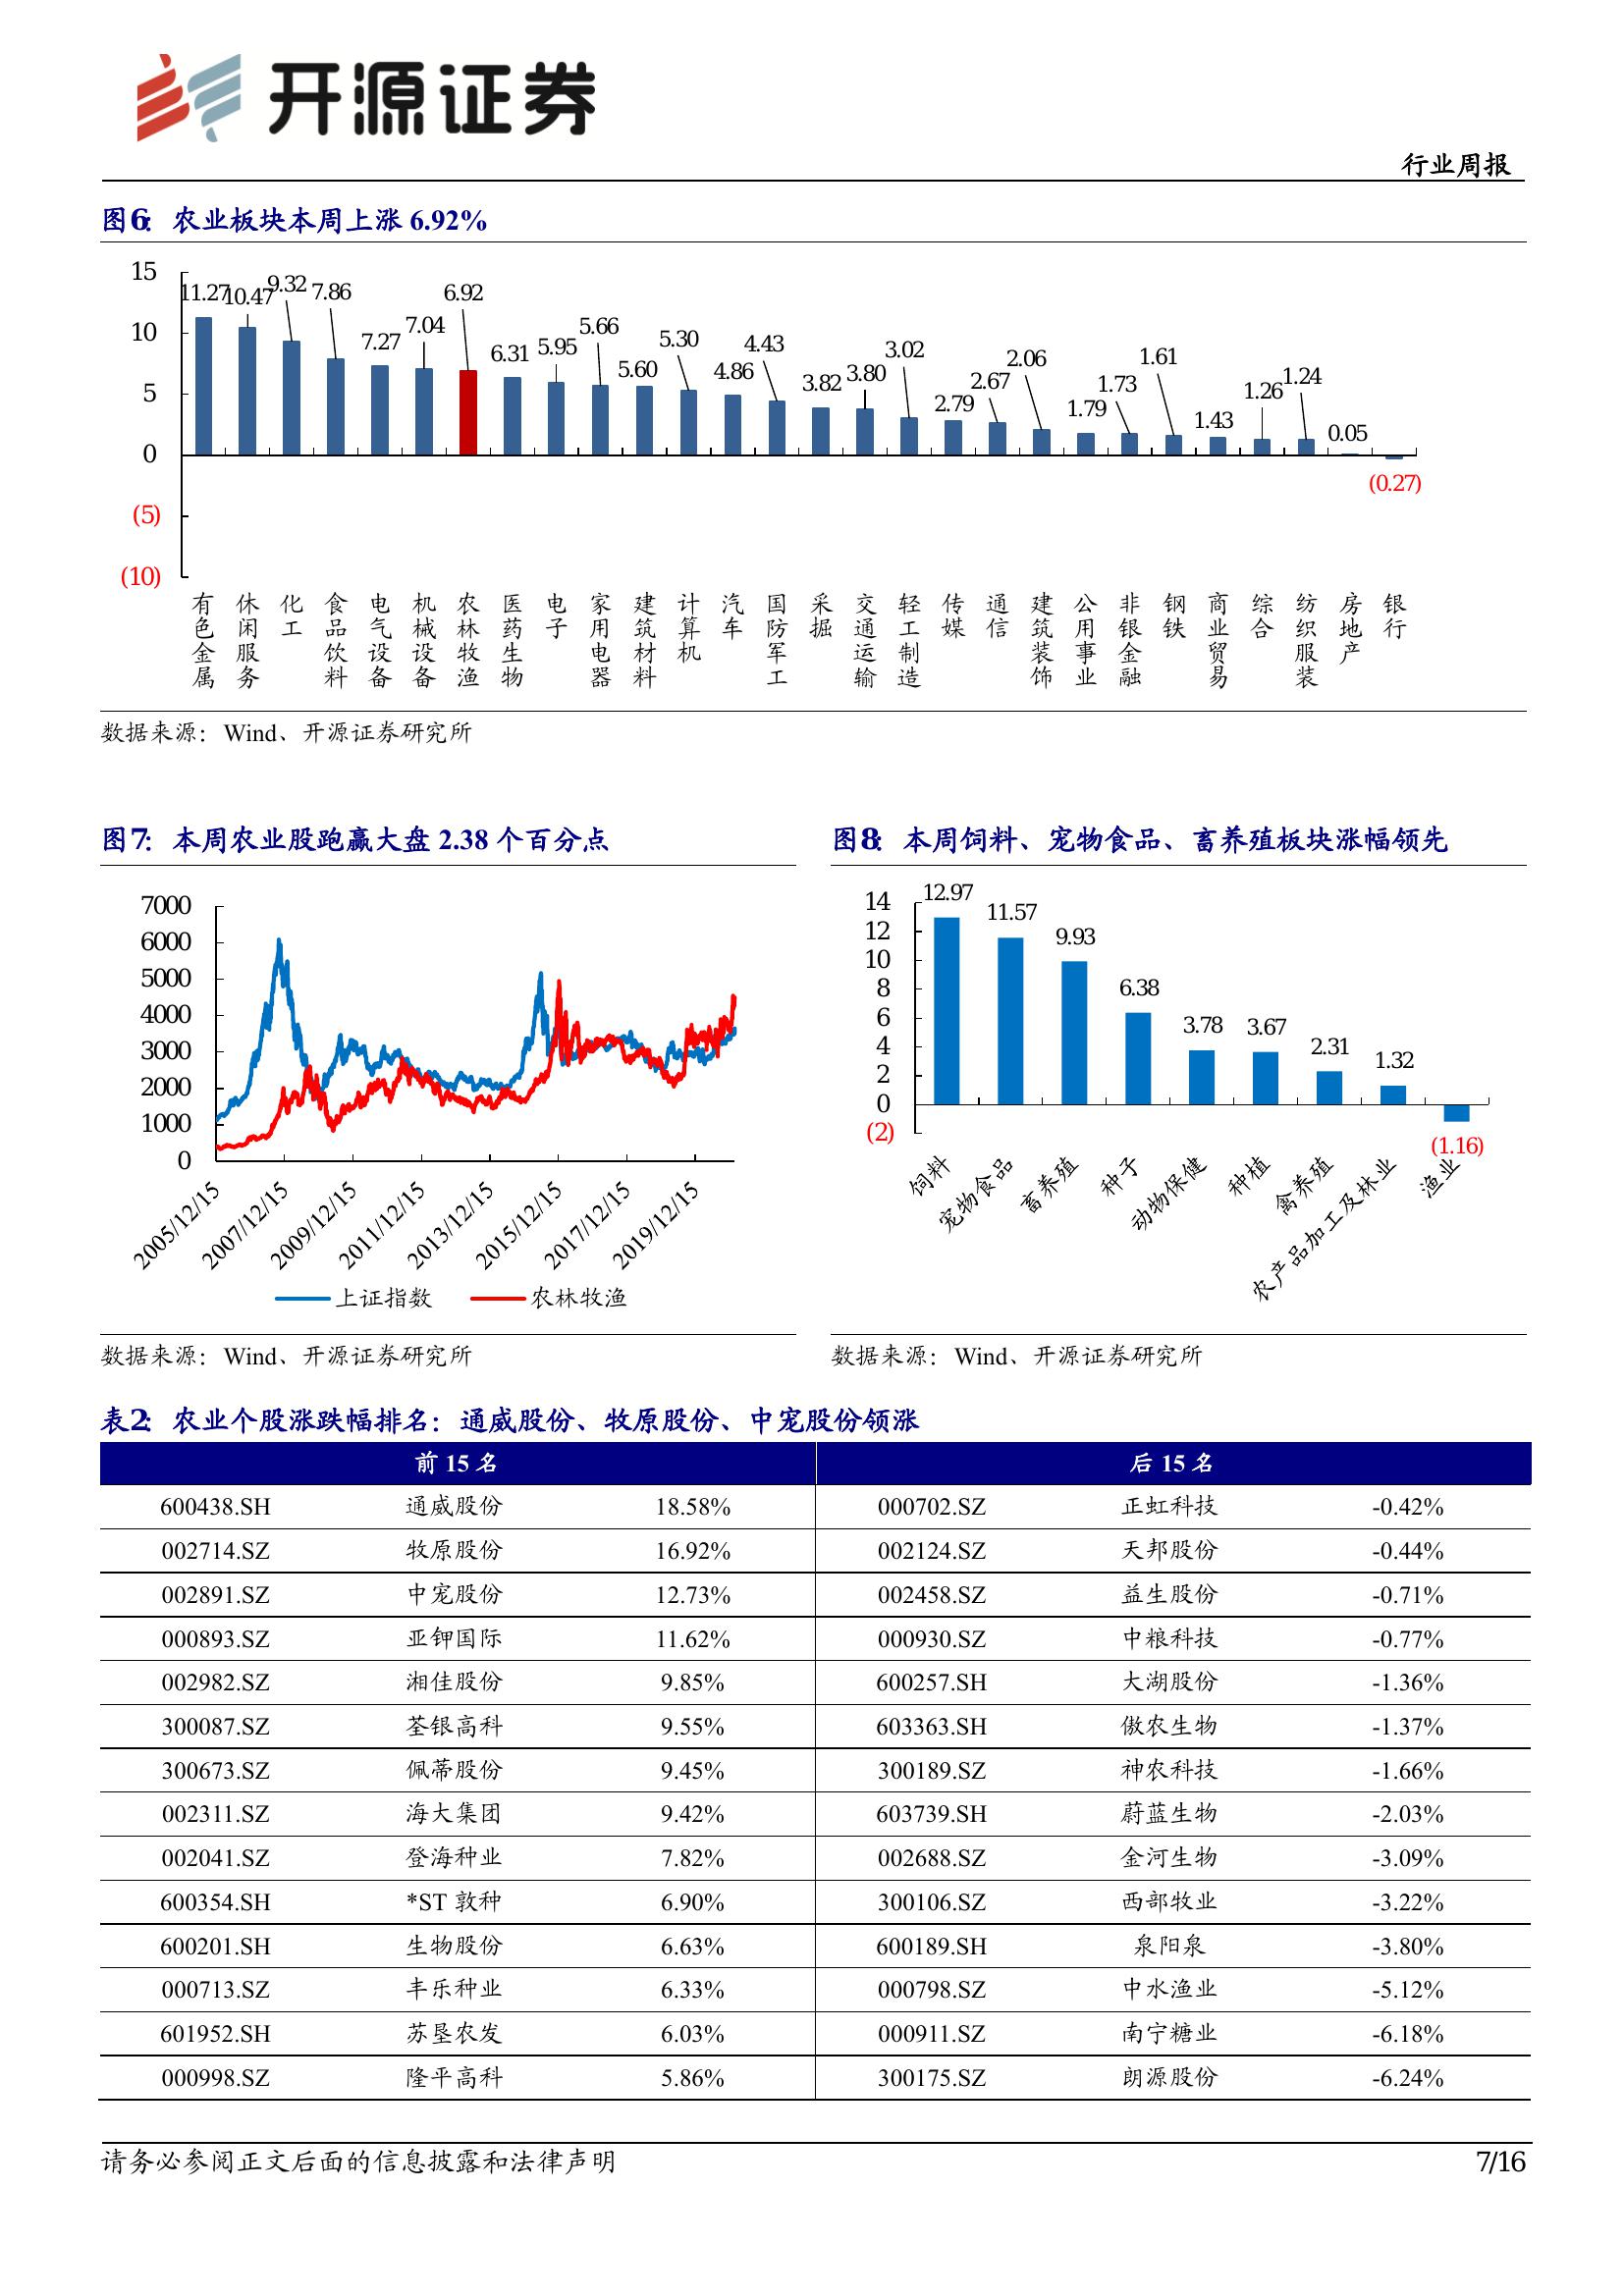 开源证券
行业周报
图6： 农业板块本周上涨 6.92%
15
10
5
0
(5)
(10)
11.27 10.47 9.32 7.86 7.27 7.04 6.92 6.31 5.95 5.66 5.60 5.30 4.86 4.43 3.82 3.80 3.02 2.79 2.67 2.06 1.79 1.73 1.61 1.43 1.26 1.24 0.05 (0.27)
有色金属 休闲服务 化工 食品饮料 电气设备 机械设备 农林牧渔 医药生物 电子 家用电器 建筑材料 计算机 汽车 国防军工 采掘 交通运输 轻工制造 传媒 通信 建筑装饰 公用事业 非银金融 钢铁 商业贸易 综合 纺织服装 房地产 银行
数据来源：Wind、开源证券研究所
图7： 本周农业股跑赢大盘 2.38 个百分点
7000
6000
5000
4000
3000
2000
1000
0
2005/12/15 2007/12/15 2009/12/15 2011/12/15 2013/12/15 2015/12/15 2017/12/15 2019/12/15
上证指数 农林牧渔
数据来源：Wind、开源证券研究所
图8： 本周饲料、宠物食品、畜养殖板块涨幅领先
14
12
10
8
6
4
2
0
(2)
12.97 11.57 9.93 6.38 3.78 3.67 2.31 1.32 (1.16)
饲料 宠物食品 畜养殖 种子 动物保健 种植 禽养殖 农产品加工及林业 渔业
数据来源：Wind、开源证券研究所
表2： 农业个股涨跌幅排名：通威股份、牧原股份、中宠股份领涨
前 15 名 后 15 名
600438.SH 通威股份 18.58% 000702.SZ 正虹科技 -0.42%
002714.SZ 牧原股份 16.92% 002124.SZ 天邦股份 -0.44%
002891.SZ 中宠股份 12.73% 002458.SZ 益生股份 -0.71%
000893.SZ 亚钾国际 11.62% 000930.SZ 中粮科技 -0.77%
002982.SZ 湘佳股份 9.85% 600257.SH 大湖股份 -1.36%
300087.SZ 荃银高科 9.55% 603363.SH 傲农生物 -1.37%
300673.SZ 佩蒂股份 9.45% 300189.SZ 神农科技 -1.66%
002311.SZ 海大集团 9.42% 603739.SH 蔚蓝生物 -2.03%
002041.SZ 登海种业 7.82% 002688.SZ 金河生物 -3.09%
600354.SH *ST 敦种 6.90% 300106.SZ 西部牧业 -3.22%
600201.SH 生物股份 6.63% 600189.SH 泉阳泉 -3.80%
000713.SZ 丰乐种业 6.33% 000798.SZ 中水渔业 -5.12%
601952.SH 苏垦农发 6.03% 000911.SZ 南宁糖业 -6.18%
000998.SZ 隆平高科 5.86% 300175.SZ 朗源股份 -6.24%
请务必参阅正文后面的信息披露和法律声明
7/16